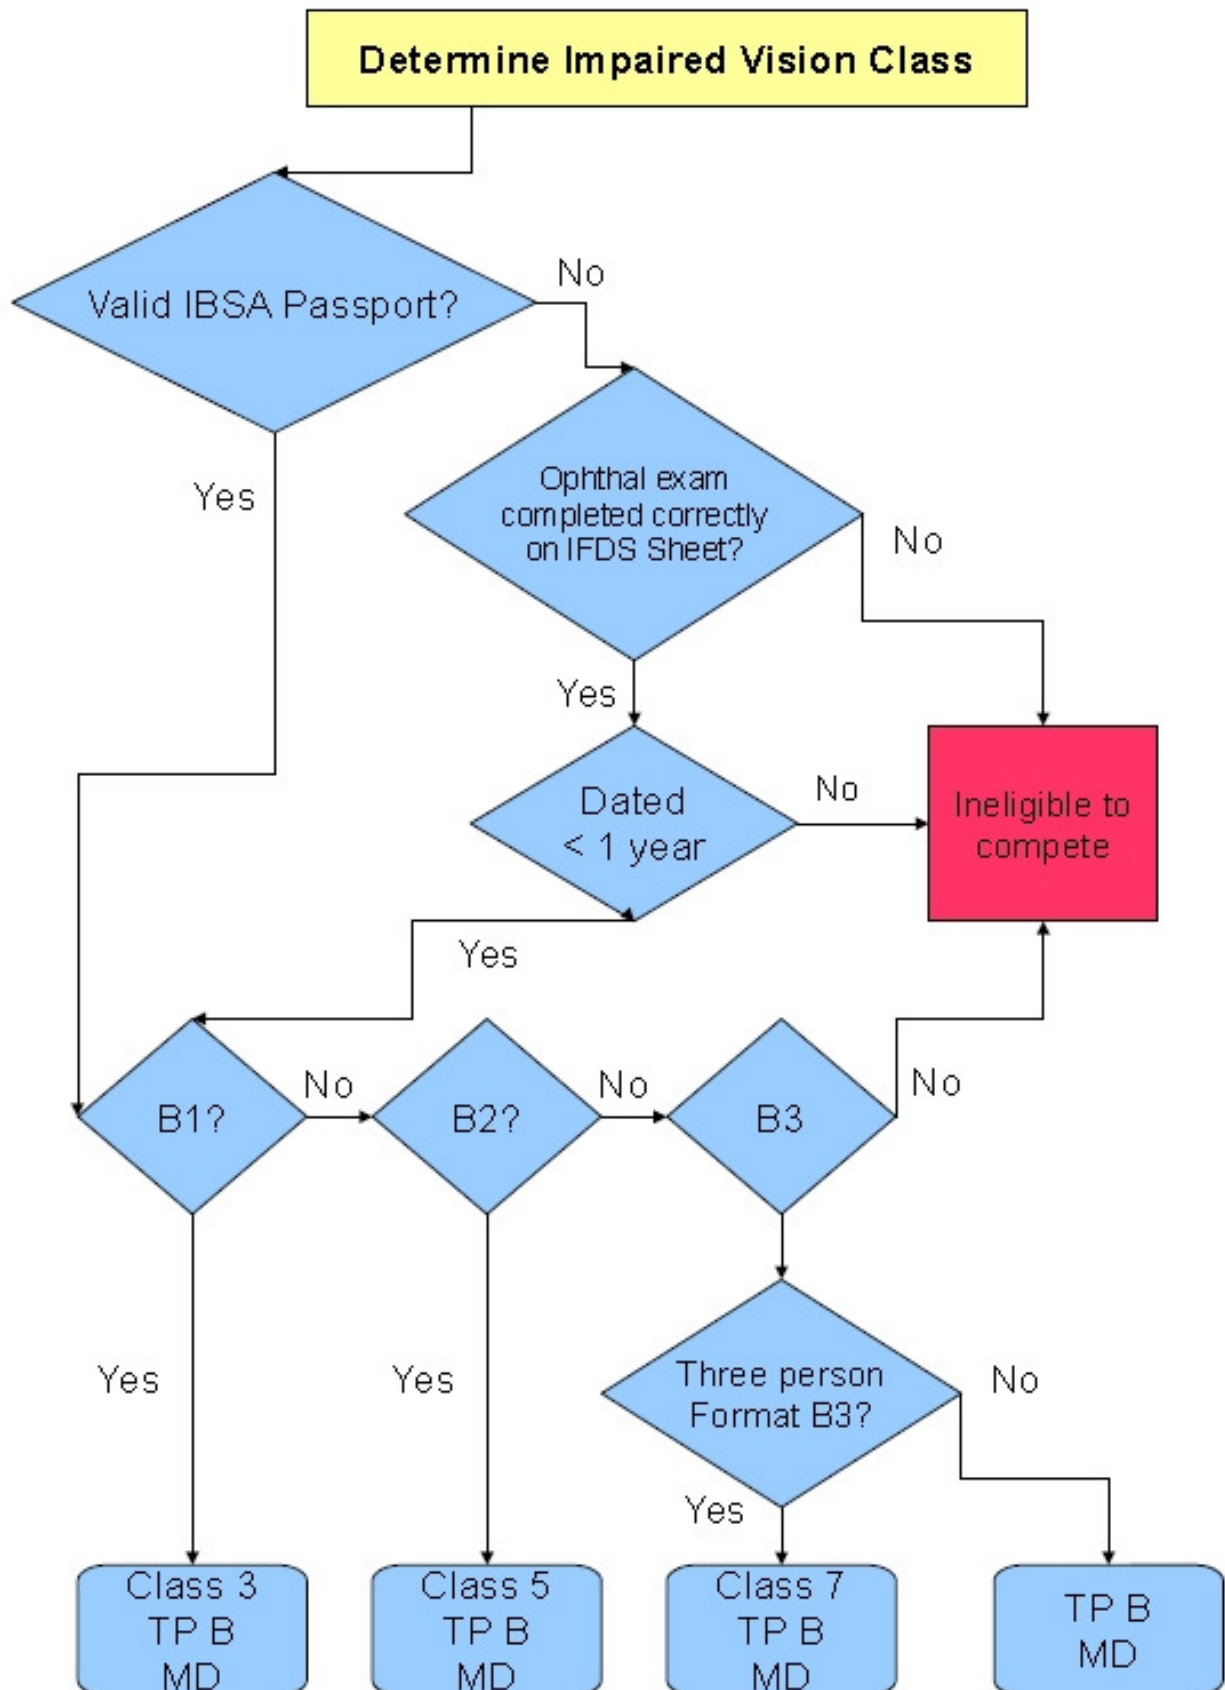 Determine Impaired Vision Class
Valid IBSA Passport?
No
Yes
Ophthal exam
completed correctly
on IFDS Sheet?
No
Yes
Dated
< 1 year
No
Ineligible to
compete
Yes
B1?
No
B2?
No
B3
No
Yes
Yes
Three person
Format B3?
No
Yes
Class 3
TP B
MD
Class 5
TP B
MD
Class 7
TP B
MD
TP B
MD